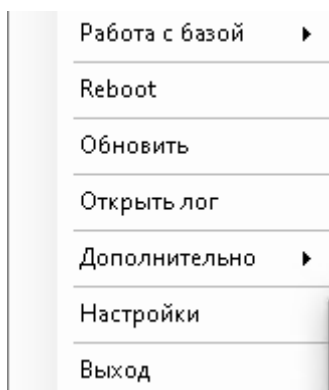 Работа с базой
Reboot
Обновить
Открыть лог
Дополнительно
Настройки
Выход